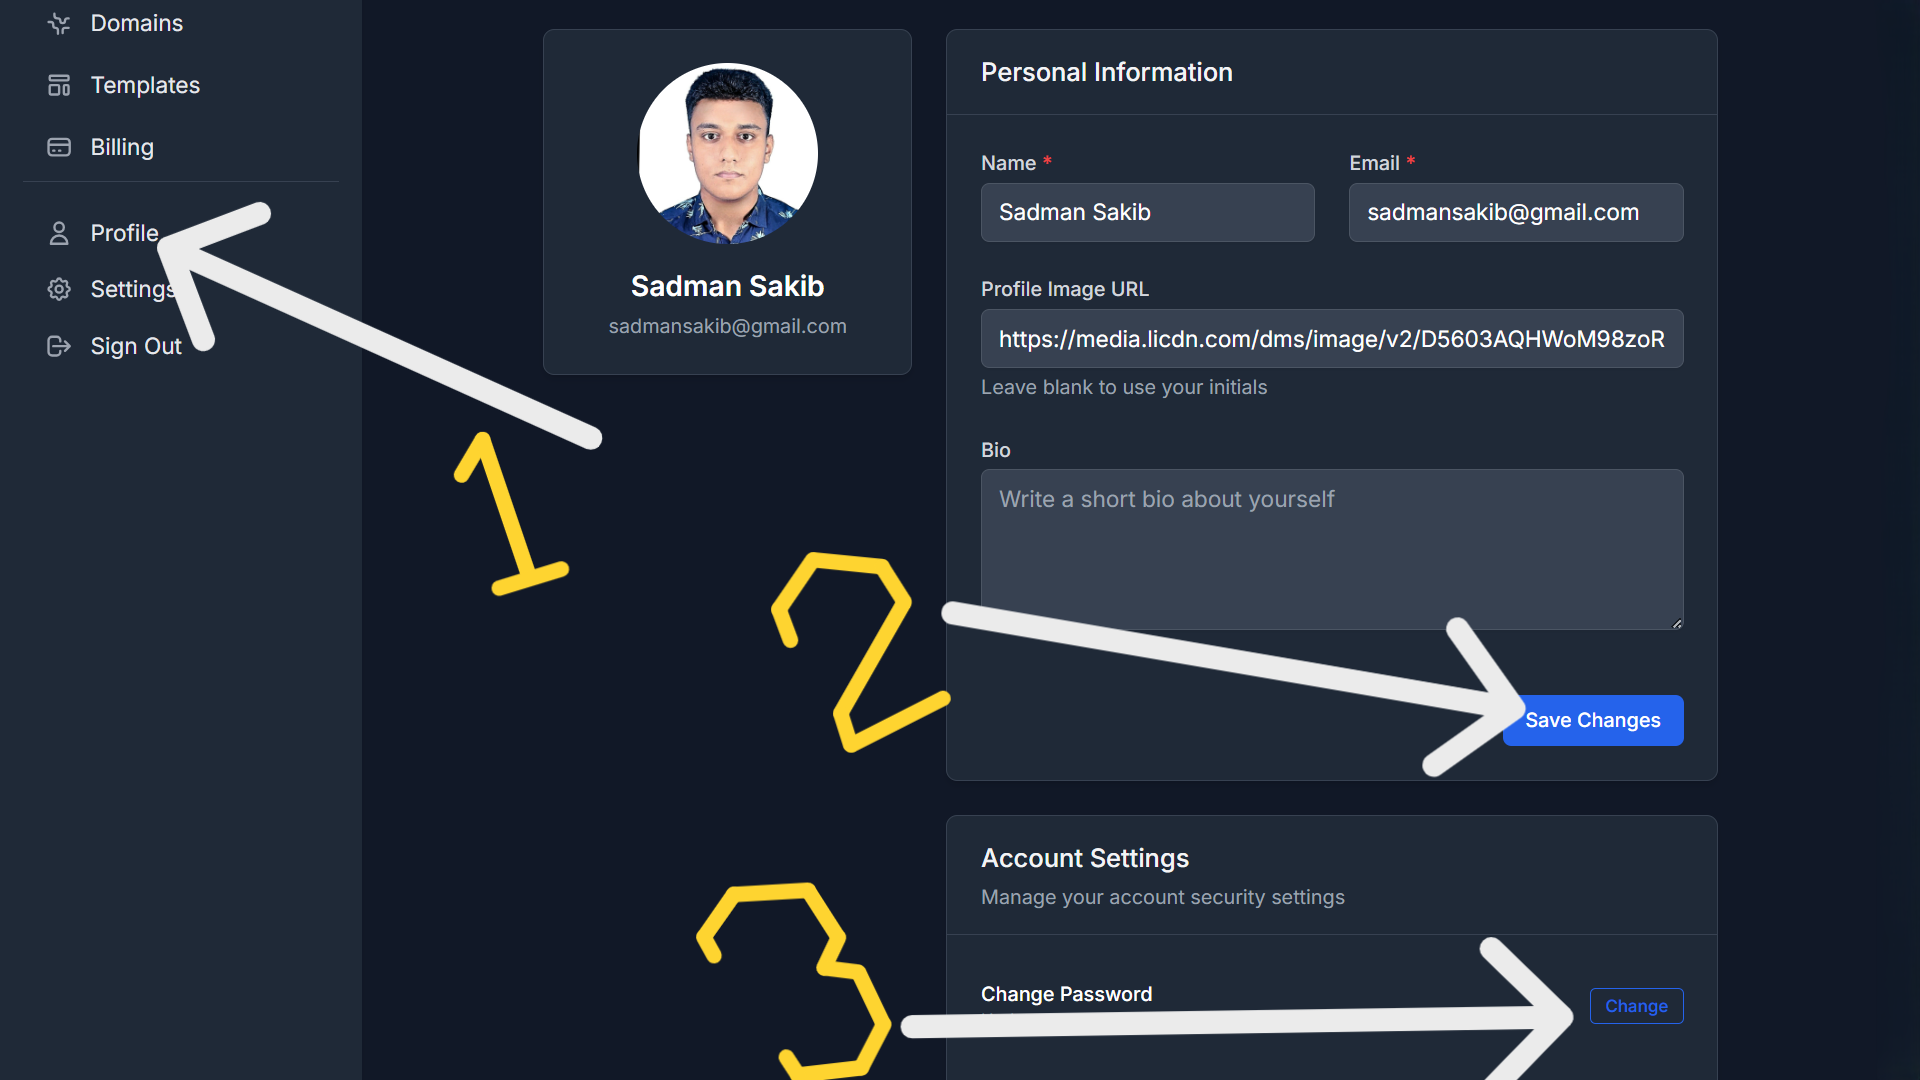 Domains
Templates
Billing
Profile
Settings
Sign Out
Sadman Sakib
sadmansakib@gmail.com
Personal Information
Name *
Email *
Sadman Sakib
sadmansakib@gmail.com
Profile Image URL
https://media.licdn.com/dms/image/v2/D5603AQHWoM98zoR
Leave blank to use your initials
Bio
Write a short bio about yourself
Save Changes
Account Settings
Manage your account security settings
Change Password
Change
1
2
3